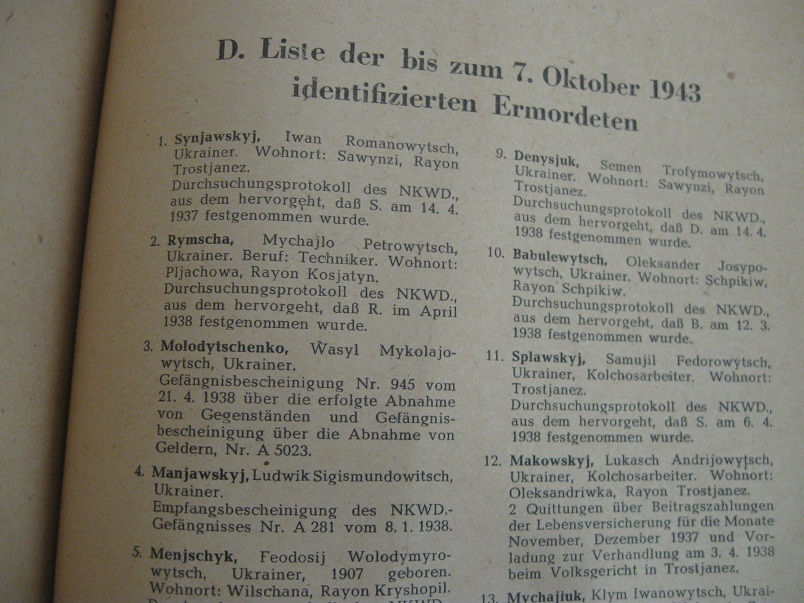 D. Liste der bis zum 7. Oktober 1943
identifizierten Ermordeten
1. Synjawskyj, Iwan Romanowytsch,
Ukrainer. Wohnort: Sawynzi, Rayon
Trostjanez.
Durchsuchungsprotokoll des NKWD.,
aus dem hervorgeht, daß S. am 14. 4.
1937 festgenommen wurde.
2. Rymscha, Mychajlo Petrowytsch,
Ukrainer. Beruf: Techniker. Wohnort:
Pljachowa, Rayon Kosjatyn.
Durchsuchungsprotokoll des NKWD.,
aus dem hervorgeht, daß R. im April
1938 festgenommen wurde.
3. Molodytschenko, Wasyl Mykolajo-
wytsch, Ukrainer.
Gefängnisbescheinigung Nr. 945 vom
21. 4. 1938 über die erfolgte Abnahme
von Gegenständen und Gefängnis-
bescheinigung über die Abnahme von
Geldern, Nr. A 5023.
4. Manjawskyj, Ludwik Sigismundowitsch,
Ukrainer.
Empfangsbescheinigung des NKWD.-
Gefängnisses Nr. A 281 vom 8. 1. 1938.
5. Menjschyk, Feodosij Wolodymyro-
wytsch, Ukrainer, 1907 geboren.
Wohnort: Wilschana, Rayon Kryshopil.
9. Denysjuk, Semen Trofymowytsch,
Ukrainer. Wohnort: Sawynzi, Rayon
Trostjanez.
Durchsuchungsprotokoll des NKWD.,
aus dem hervorgeht, daß D. am 14. 4.
1938 festgenommen wurde.
10. Babulewytsch, Oleksander Josypo-
wytsch, Ukrainer. Wohnort: Schpikiw,
Rayon Schpikiw.
Durchsuchungsprotokoll des NKWD.,
aus dem hervorgeht, daß B. am 12. 3.
1938 festgenommen wurde.
11. Splawskyj, Samujil Fedorowytsch,
Ukrainer, Kolchosarbeiter. Wohnort:
Trostjanez.
Durchsuchungsprotokoll des NKWD.,
aus dem hervorgeht, daß S. am 6. 4.
1938 festgenommen wurde.
12. Makowskyj, Lukasch Andrijowytsch,
Ukrainer, Kolchosarbeiter. Wohnort:
Oleksandriwka, Rayon Trostjanez.
2 Quittungen über Beitragszahlungen
der Lebensversicherung für die Monate
November, Dezember 1937 und Vor-
ladung zur Verhandlung am 3. 4. 1938
beim Volksgericht in Trostjanez.
13. Mychajluk, Klym Iwanowytsch, Ukrai-